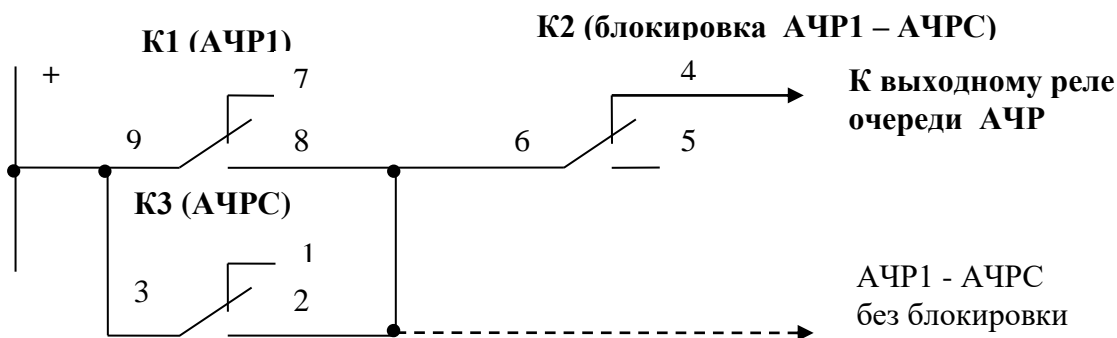 К1 (АЧР1)
К2 (блокировка АЧР1 – АЧРС)
+
7
4
К выходному реле
очереди АЧР
9
8
6
5
К3 (АЧРС)
1
3
2
АЧР1 - АЧРС
без блокировки